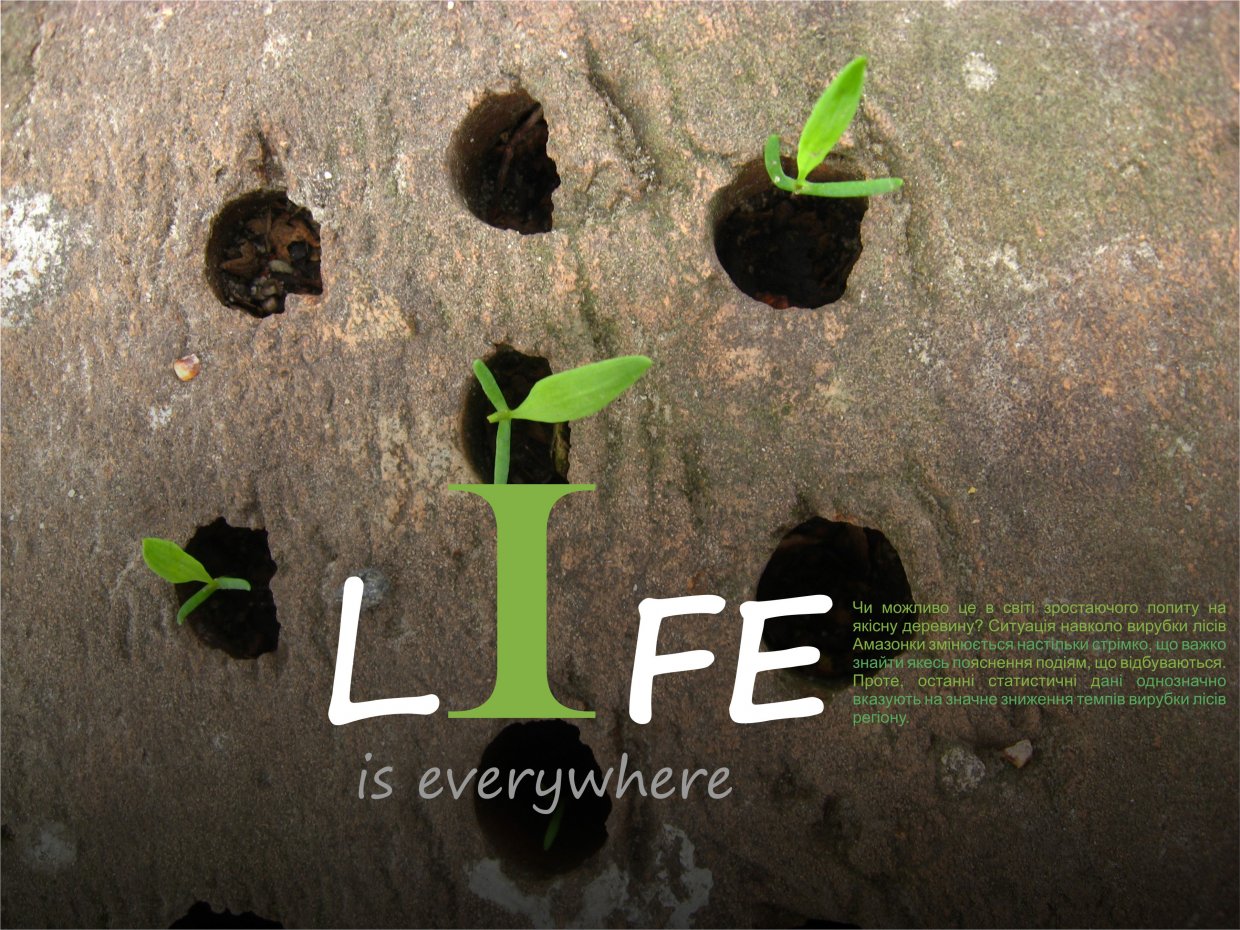 LIFE
is everywhere
Чи можливо це в світі зростаючого попиту на
якісну деревину? Ситуація навколо вирубки лісів
Амазонки змінюється настільки стрімко, що важко
знайти якесь пояснення подіям, що відбуваються.
Проте, останні статистичні дані однозначно
вказують на значне зниження темпів вирубки лісів
регіону.